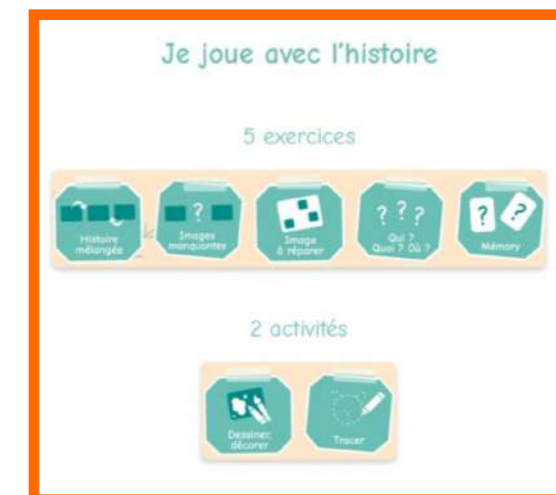 Je joue avec l'histoire
5 exercices
? ? ? ? ? ?
Histoire mélangée
Images manquantes
Image à réparer
Qui ? Quoi ? Où ?
Mémory
2 activités
Dessiner, décorer
Tracer